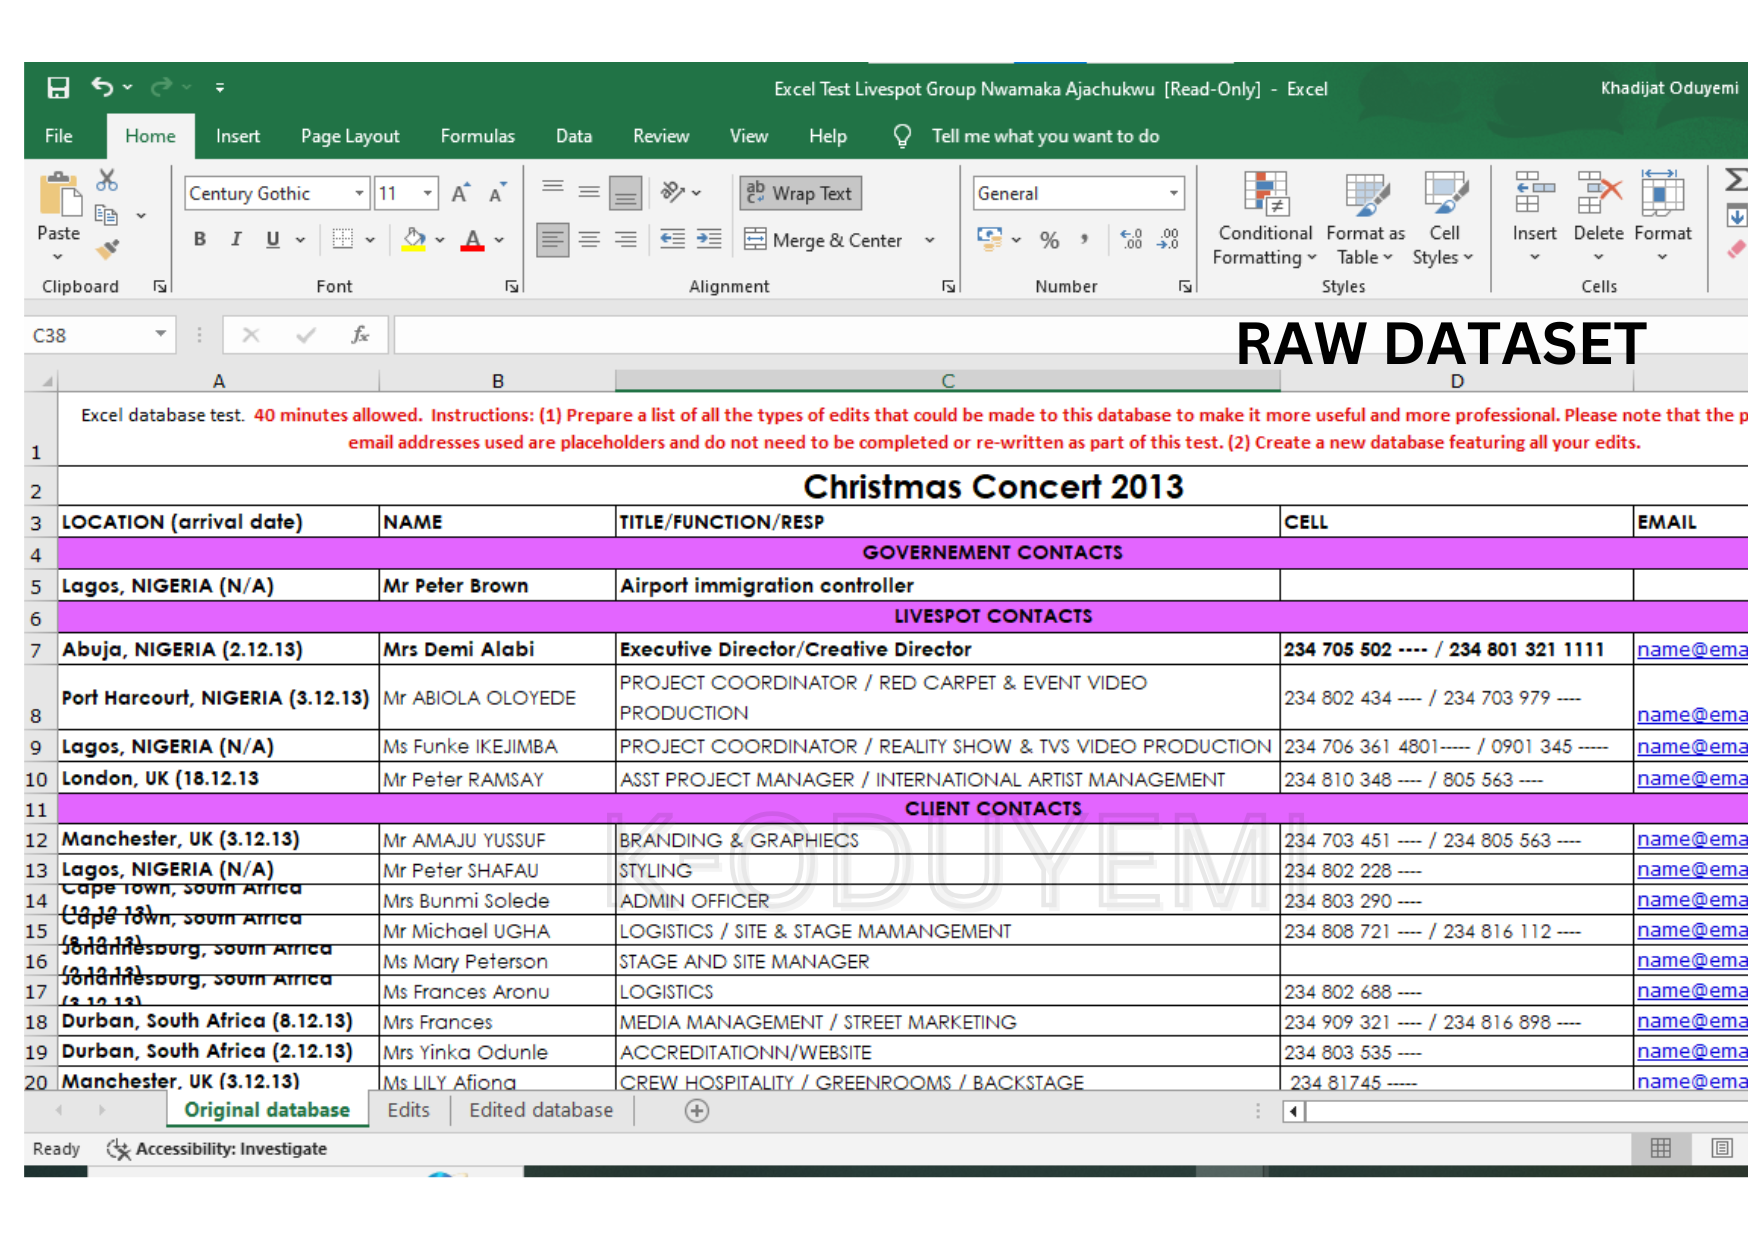 Excel Test Livespot Group Nwamaka Ajachukwu [Read-Only] - Excel
Khadijat Oduyemi
File Home Insert Page Layout Formulas Data Review View Help Tell me what you want to do
Century Gothic 11 ab Wrap Text General
Paste B I U A Merge & Center % Conditional Formatting Format as Table Cell Styles Insert Delete Format
Clipboard Font Alignment Number Styles Cells
C38 fx
RAW DATASET
A B C D
1 Excel database test. 40 minutes allowed. Instructions: (1) Prepare a list of all the types of edits that could be made to this database to make it more useful and more professional. Please note that the p
email addresses used are placeholders and do not need to be completed or re-written as part of this test. (2) Create a new database featuring all your edits.
2 Christmas Concert 2013
3 LOCATION (arrival date) NAME TITLE/FUNCTION/RESP CELL EMAIL
4 GOVERNEMENT CONTACTS
5 Lagos, NIGERIA (N/A) Mr Peter Brown Airport immigration controller
6 LIVESPOT CONTACTS
7 Abuja, NIGERIA (2.12.13) Mrs Demi Alabi Executive Director/Creative Director 234 705 502 ---- / 234 801 321 1111 name@ema
8 Port Harcourt, NIGERIA (3.12.13) Mr ABIOLA OLOYEDE PROJECT COORDINATOR / RED CARPET & EVENT VIDEO PRODUCTION 234 802 434 ---- / 234 703 979 ---- name@ema
9 Lagos, NIGERIA (N/A) Ms Funke IKEJIMBA PROJECT COORDINATOR / REALITY SHOW & TVS VIDEO PRODUCTION 234 706 361 4801----- / 0901 345 ----- name@ema
10 London, UK (18.12.13 Mr Peter RAMSAY ASST PROJECT MANAGER / INTERNATIONAL ARTIST MANAGEMENT 234 810 348 ---- / 805 563 ---- name@ema
11 CLIENT CONTACTS
12 Manchester, UK (3.12.13) Mr AMAJU YUSSUF BRANDING & GRAPHIECS 234 703 451 ---- / 234 805 563 ---- name@ema
13 Lagos, NIGERIA (N/A) Mr Peter SHAFAU STYLING 234 802 228 ---- name@ema
14 Cape Town, South Africa Mrs Bunmi Solede ADMIN OFFICER 234 803 290 ---- name@ema
15 Cape Town, South Africa Mr Michael UGHA LOGISTICS / SITE & STAGE MAMANGEMENT 234 808 721 ---- / 234 816 112 ---- name@ema
16 Johannesburg, South Africa Ms Mary Peterson STAGE AND SITE MANAGER name@ema
17 Johannesburg, South Africa (3.12.13) Ms Frances Aronu LOGISTICS 234 802 688 ---- name@ema
18 Durban, South Africa (8.12.13) Mrs Frances MEDIA MANAGEMENT / STREET MARKETING 234 909 321 ---- / 234 816 898 ---- name@ema
19 Durban, South Africa (2.12.13) Mrs Yinka Odunle ACCREDITATIONN/WEBSITE 234 803 535 ---- name@ema
20 Manchester, UK (3.12.13) Ms LILY Afiong CREW HOSPITALITY / GREENROOMS / BACKSTAGE 234 81745 ----- name@ema
K-ODUYEMI
Original database Edits Edited database
Ready Accessibility: Investigate